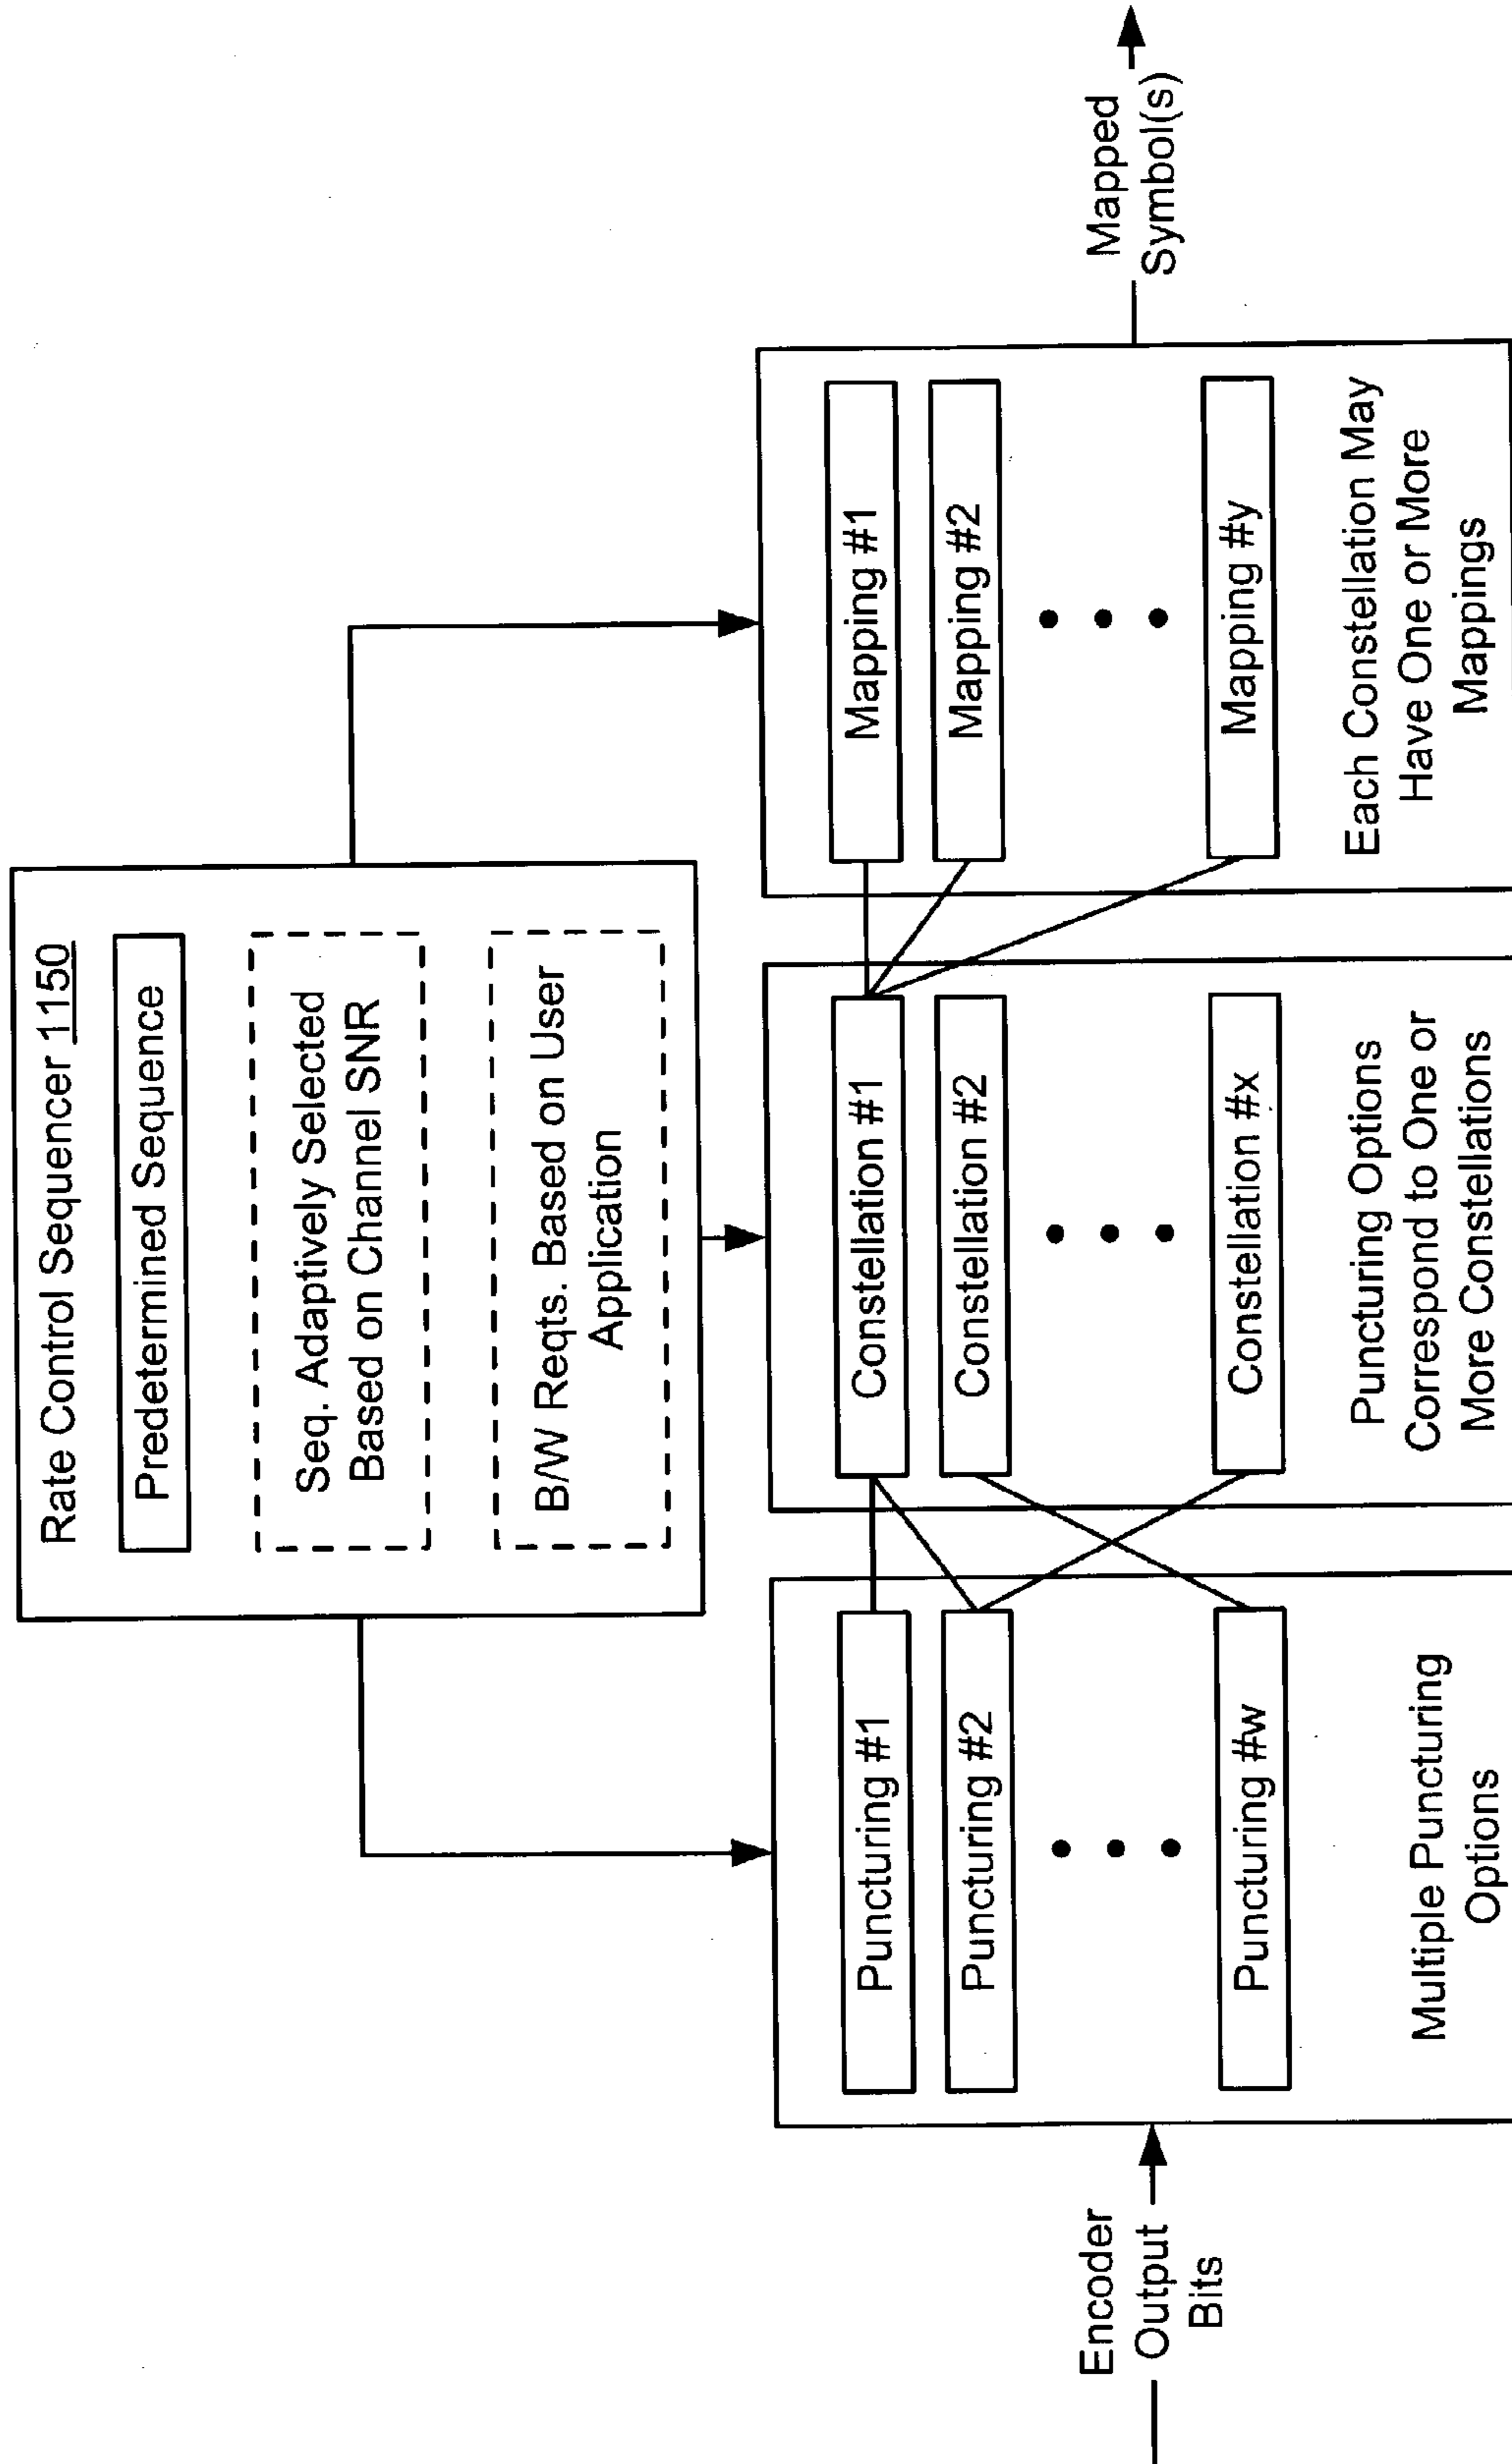 Rate Control Sequencer 1150
Predetermined Sequence
Seq. Adaptively Selected
Based on Channel SNR
B/W Reqts. Based on User
Application
Encoder
Output
Bits
Puncturing #1
Puncturing #2
Puncturing #w
Multiple Puncturing
Options
Constellation #1
Constellation #2
Constellation #x
Puncturing Options
Correspond to One or
More Constellations
Mapping #1
Mapping #2
Mapping #y
Each Constellation May
Have One or More
Mappings
Mapped
Symbol(s)